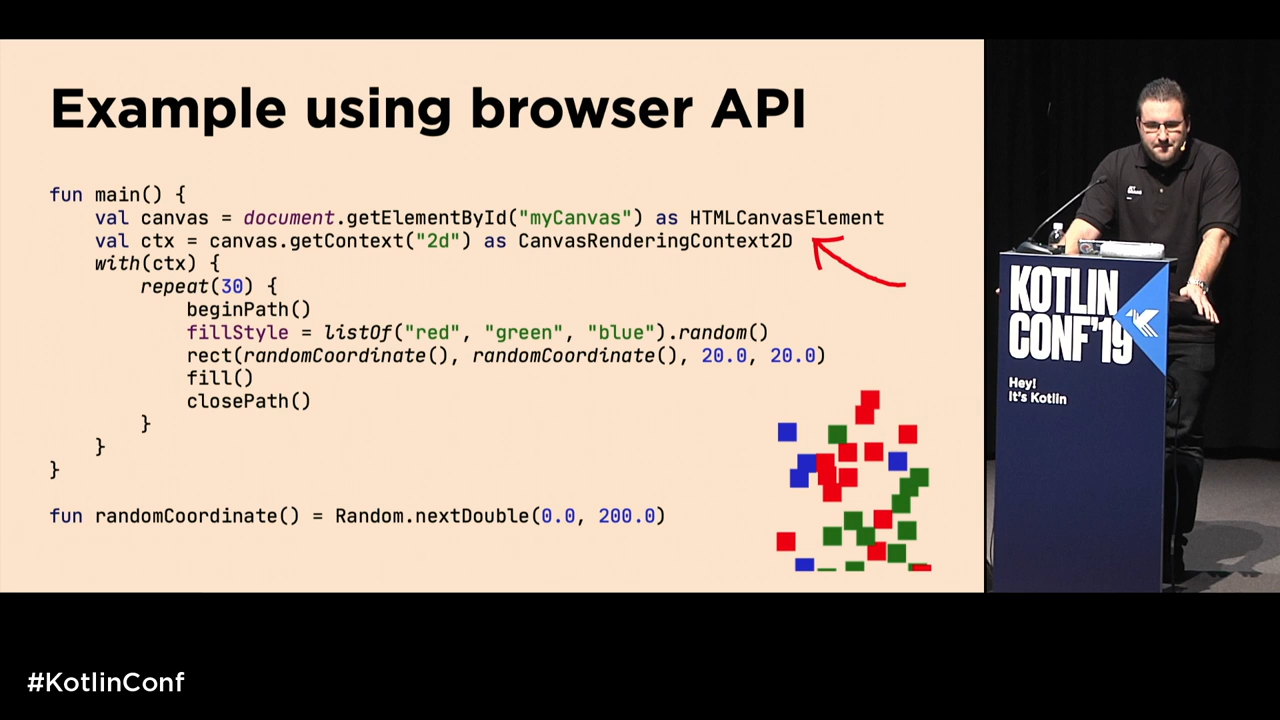 Example using browser API
fun main() {
    val canvas = document.getElementById("myCanvas") as HTMLCanvasElement
    val ctx = canvas.getContext("2d") as CanvasRenderingContext2D
    with(ctx) {
        repeat(30) {
            beginPath()
            fillStyle = listOf("red", "green", "blue").random()
            rect(randomCoordinate(), randomCoordinate(), 20.0, 20.0)
            fill()
            closePath()
        }
    }
}
fun randomCoordinate() = Random.nextDouble(0.0, 200.0)
KOTLIN
CONF'19
Hey!
It's Kotlin
#KotlinConf